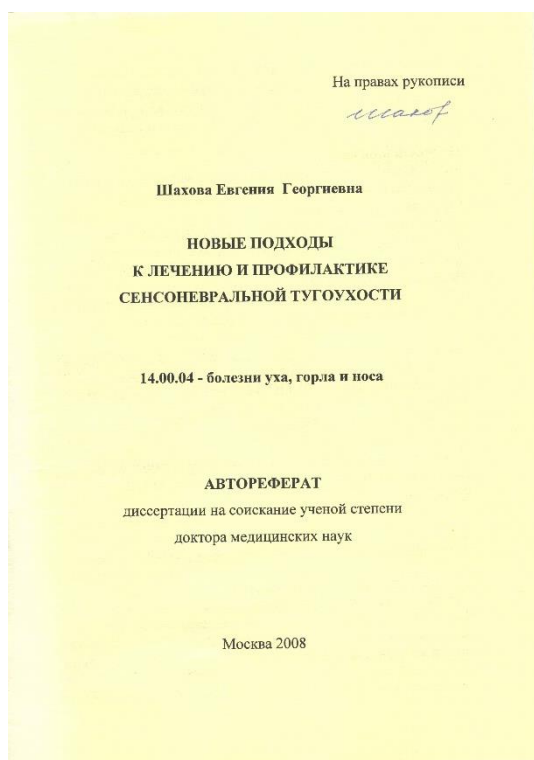 На правах рукописи
Шахова Евгения Георгиевна
НОВЫЕ ПОДХОДЫ
К ЛЕЧЕНИЮ И ПРОФИЛАКТИКЕ
СЕНСОНЕВРАЛЬНОЙ ТУГОУХОСТИ
14.00.04 - болезни уха, горла и носа
АВТОРЕФЕРАТ
диссертации на соискание ученой степени
доктора медицинских наук
Москва 2008